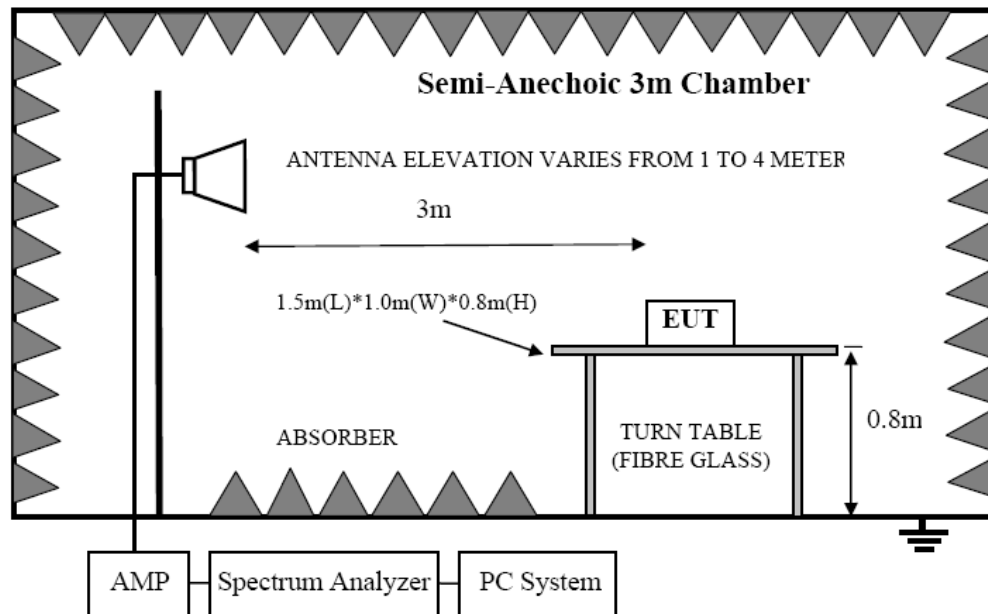 Semi-Anechoic 3m Chamber
ANTENNA ELEVATION VARIES FROM 1 TO 4 METER
3m
1.5m(L)*1.0m(W)*0.8m(H)
EUT
0.8m
ABSORBER
TURN TABLE
(FIBRE GLASS)
AMP
Spectrum Analyzer
PC System